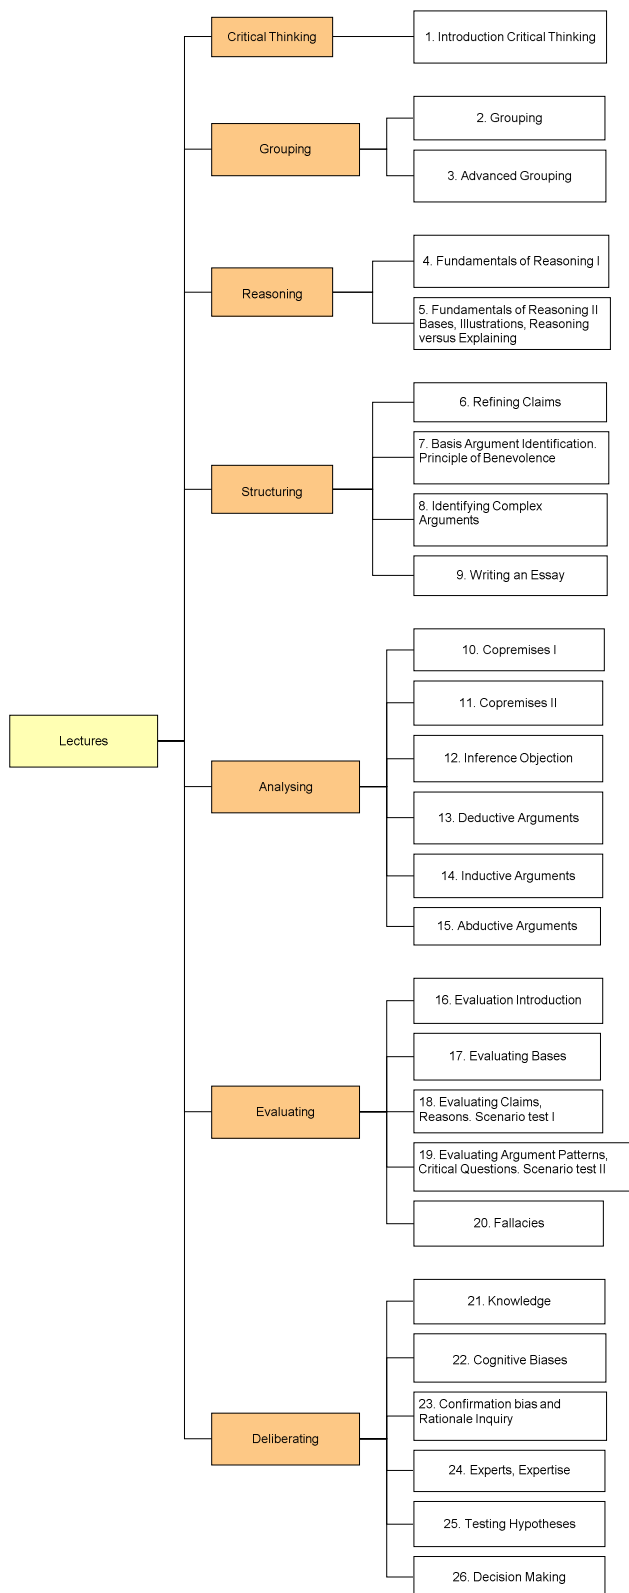 Critical Thinking
1. Introduction Critical Thinking
Grouping
2. Grouping
3. Advanced Grouping
Reasoning
4. Fundamentals of Reasoning I
5. Fundamentals of Reasoning II
Bases, Illustrations, Reasoning
versus Explaining
Structuring
6. Refining Claims
7. Basis Argument Identification.
Principle of Benevolence
8. Identifying Complex
Arguments
9. Writing an Essay
Lectures
Analysing
10. Copremises I
11. Copremises II
12. Inference Objection
13. Deductive Arguments
14. Inductive Arguments
15. Abductive Arguments
Evaluating
16. Evaluation Introduction
17. Evaluating Bases
18. Evaluating Claims,
Reasons. Scenario test I
19. Evaluating Argument Patterns,
Critical Questions. Scenario test II
20. Fallacies
Deliberating
21. Knowledge
22. Cognitive Biases
23. Confirmation bias and
Rationale Inquiry
24. Experts, Expertise
25. Testing Hypotheses
26. Decision Making